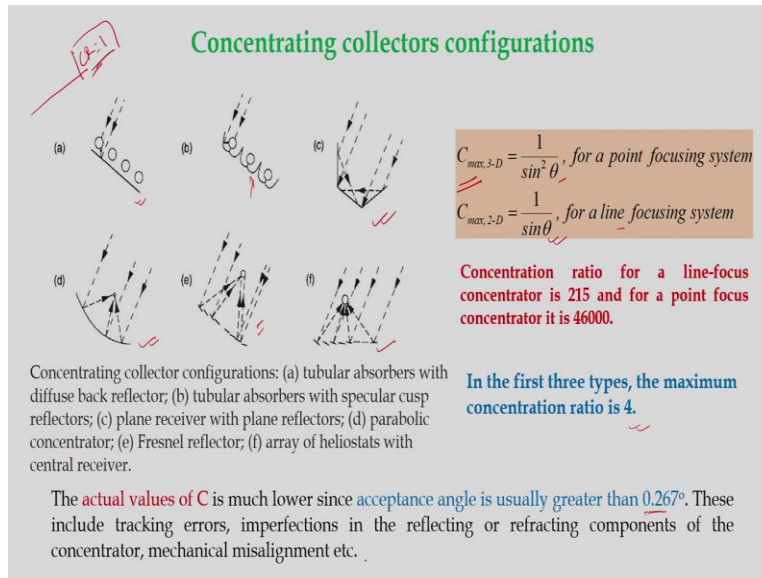 CR=1
Concentrating collectors configurations
(a)
(b)
(c)
C max,3-D = 1 / sin² θ , for a point focusing system
C max,2-D = 1 / sinθ , for a line focusing system
(d)
(e)
(f)
Concentration ratio for a line-focus
concentrator is 215 and for a point focus
concentrator it is 46000.
Concentrating collector configurations: (a) tubular absorbers with
diffuse back reflector; (b) tubular absorbers with specular cusp
reflectors; (c) plane receiver with plane reflectors; (d) parabolic
concentrator; (e) Fresnel reflector; (f) array of heliostats with
central receiver.
In the first three types, the maximum
concentration ratio is 4.
The actual values of C is much lower since acceptance angle is usually greater than 0.267º. These
include tracking errors, imperfections in the reflecting or refracting components of the
concentrator, mechanical misalignment etc.